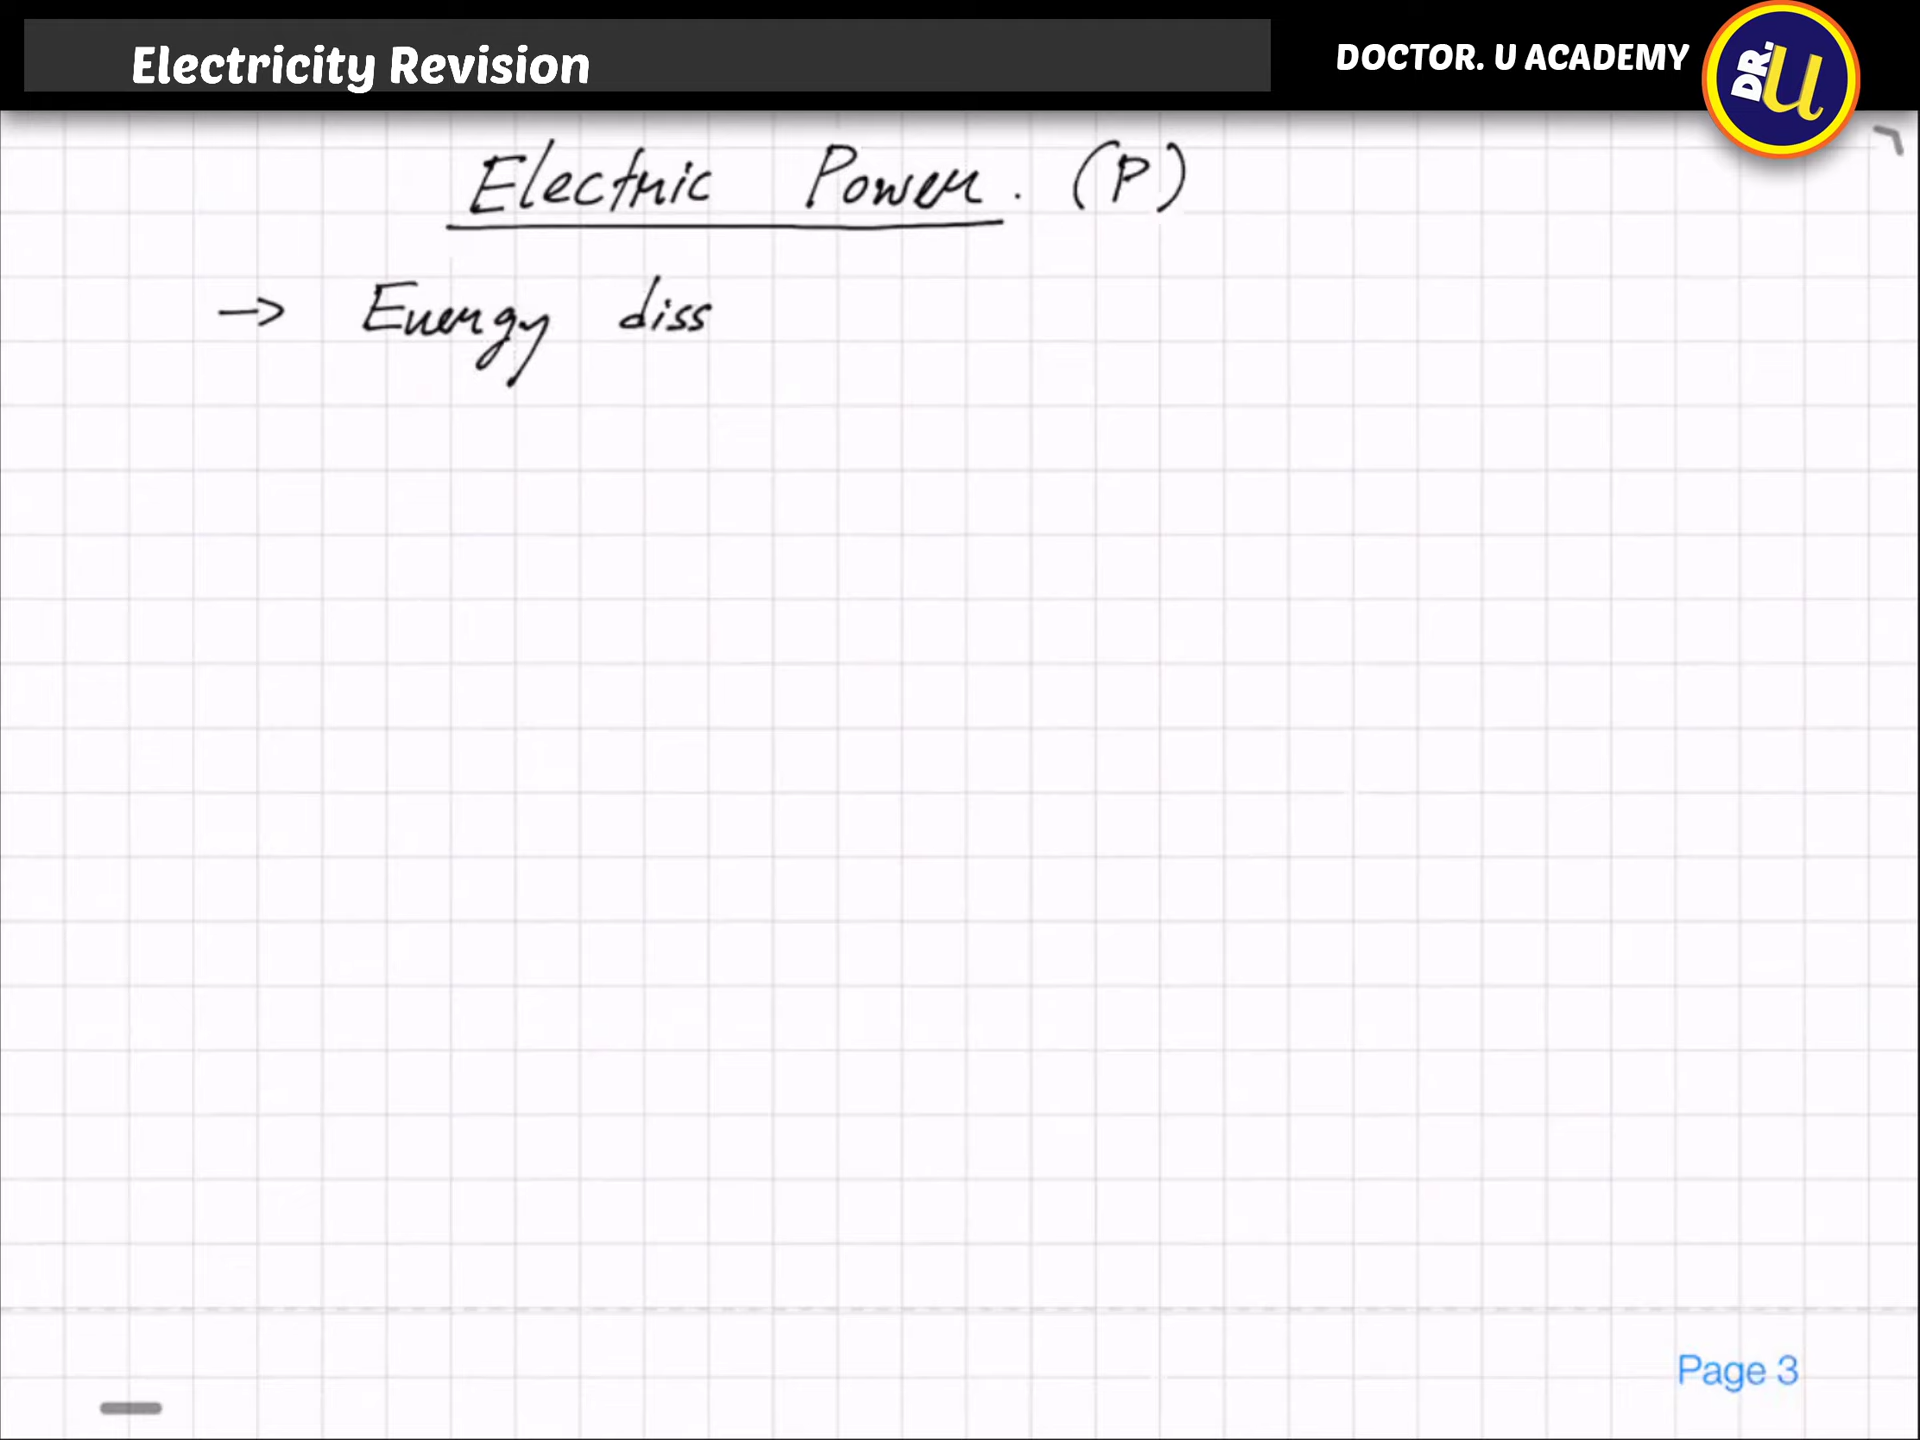 Electricity Revision
DOCTOR. U ACADEMY
DR. U
Electric Power. (P)
→ Energy diss
Page 3